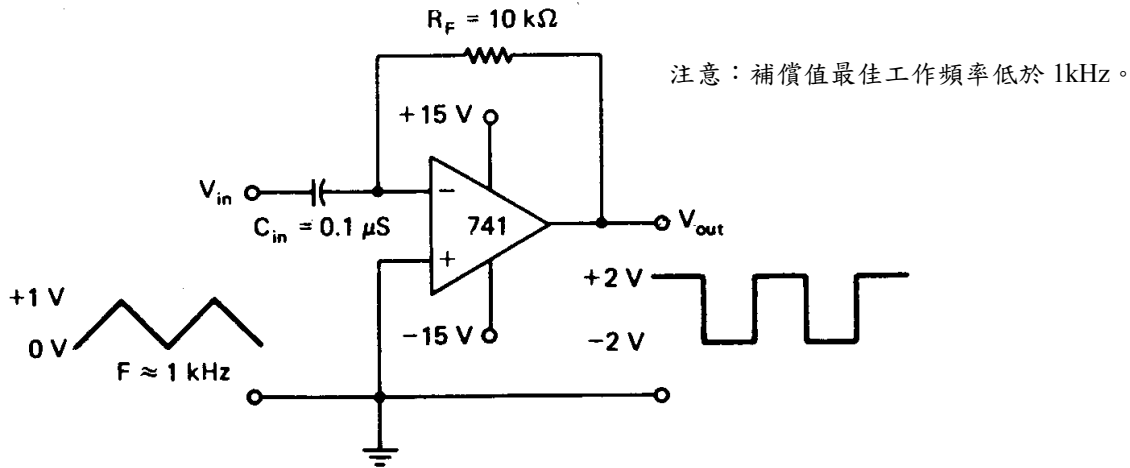 R_F = 10 kΩ
注意：補償值最佳工作頻率低於 1kHz。
+15 V
V_in
C_in = 0.1 μS
−
741
+
V_out
+2 V
−2 V
−15 V
+1 V
0 V
F ≈ 1 kHz